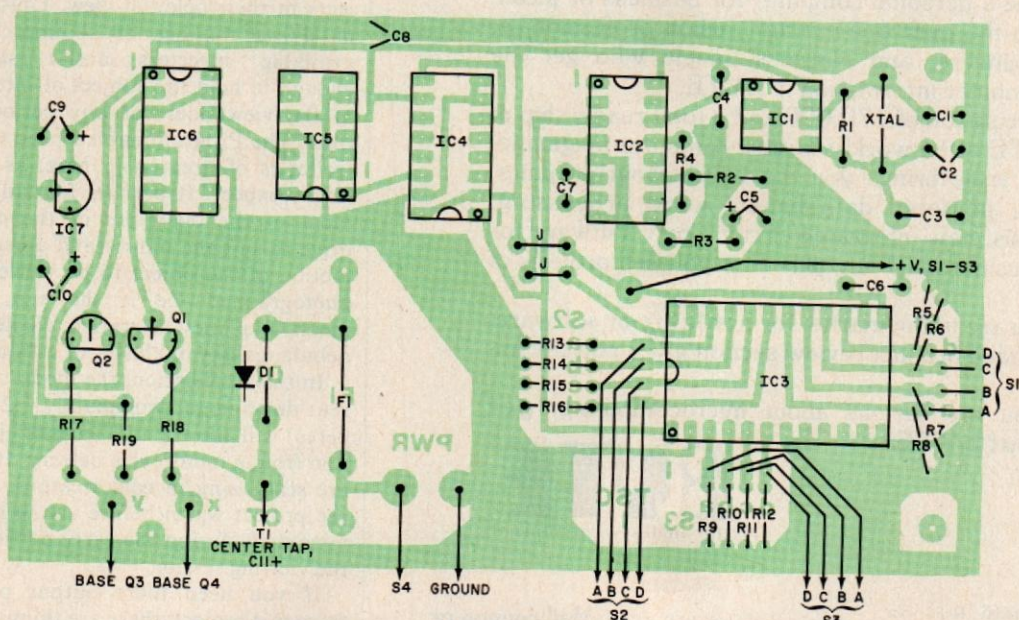 C8
C9
+
IC6
IC5
IC4
IC2
C4
IC1
R1
XTAL
C1
C2
R4
R2
C7
+
C5
C3
R3
IC7
J
J
+V, S1-S3
C6
+
C10
Q2
Q1
R5
R6
S2
R13
R14
R15
R16
IC3
D
C
B
A
S1
R7
R8
D1
F1
PWR
R17
R19
R18
y
x
CT
TSC
S3
R9
R10
R11
R12
T1
CENTER TAP,
C11+
BASE Q3
BASE Q4
S4
GROUND
A B C D
S2
D C B A
S3